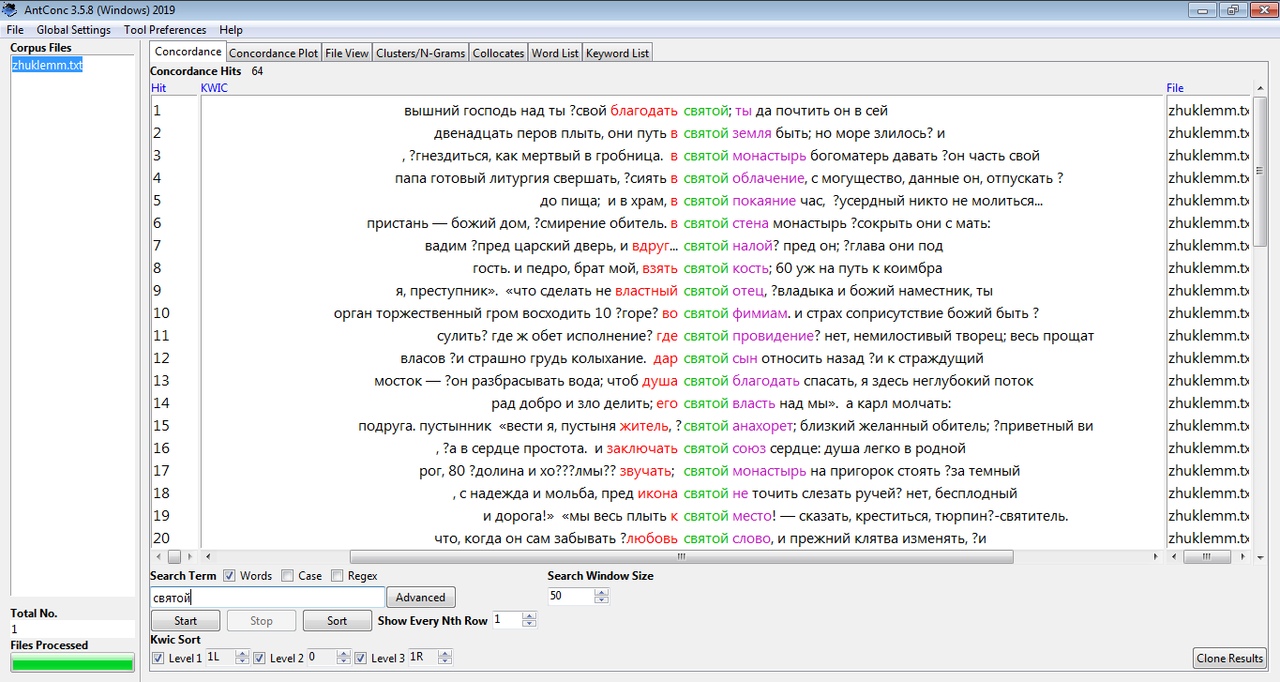 AntConc 3.5.8 (Windows) 2019
File Global Settings Tool Preferences Help
Corpus Files
zhuklemm.txt
Concordance Concordance Plot File View Clusters/N-Grams Collocates Word List Keyword List
Concordance Hits 64
Hit KWIC File
1 вышний господь над ты ?свой благодать святой; ты да почтить он в сей zhuklemm.tx
2 двенадцать перов плыть, они путь в святой земля быть; но море злилось? и zhuklemm.tx
3 , ?гнездиться, как мертвый в гробница. в святой монастырь богоматерь давать ?он часть свой zhuklemm.tx
4 папа готовый литургия свершать, ?сиять в святой облачение, с могущество, данные он, отпускать ? zhuklemm.tx
5 до пища; и в храм, в святой покаяние час, ?усердный никто не молиться... zhuklemm.tx
6 пристань — божий дом, ?смирение обитель. в святой стена монастырь ?сокрыть они с мать: zhuklemm.tx
7 вадим ?пред царский дверь, и вдруг... святой налой? пред он; ?глава они под zhuklemm.tx
8 гость. и педро, брат мой, взять святой кость; 60 уж на путь к коимбра zhuklemm.tx
9 я, преступник». «что сделать не властный святой отец, ?владыка и божий наместник, ты zhuklemm.tx
10 орган торжественный гром восходить 10 ?горе? во святой фимиам. и страх соприсутствие божий быть ? zhuklemm.tx
11 сулить? где ж обет исполнение? где святой провидение? нет, немилостивый творец; весь прощат zhuklemm.tx
12 власов ?и страшно грудь колыхание. дар святой сын относить назад ?и к страждущий zhuklemm.tx
13 мосток — ?он разбрасывать вода; чтоб душа святой благодать спасать, я здесь неглубокий поток zhuklemm.tx
14 рад добро и зло делить; его святой власть над мы». а карл молчать: zhuklemm.tx
15 подруга. пустынник «вести я, пустыня житель, ?святой анахорет; близкий желанный обитель; ?приветный ви zhuklemm.tx
16 , ?а в сердце простота. и заключать святой союз сердце: душа легко в родной zhuklemm.tx
17 рог, 80 ?долина и хо???лмы?? звучать; святой монастырь на пригорок стоять ?за темный zhuklemm.tx
18 , с надежда и мольба, пред икона святой не точить слезать ручей? нет, бесплодный zhuklemm.tx
19 и дорога!» «мы весь плыть к святой место! — сказать, креститься, тюрпин?-святитель. zhuklemm.tx
20 что, когда он сам забывать ?любовь святой слово, и прежний клятва изменять, ?и zhuklemm.tx
Search Term Words Case Regex Search Window Size
святой Advanced 50
Start Stop Sort Show Every Nth Row 1
Kwic Sort
Level 1 1L Level 2 0 Level 3 1R
Total No.
1
Files Processed
Clone Results